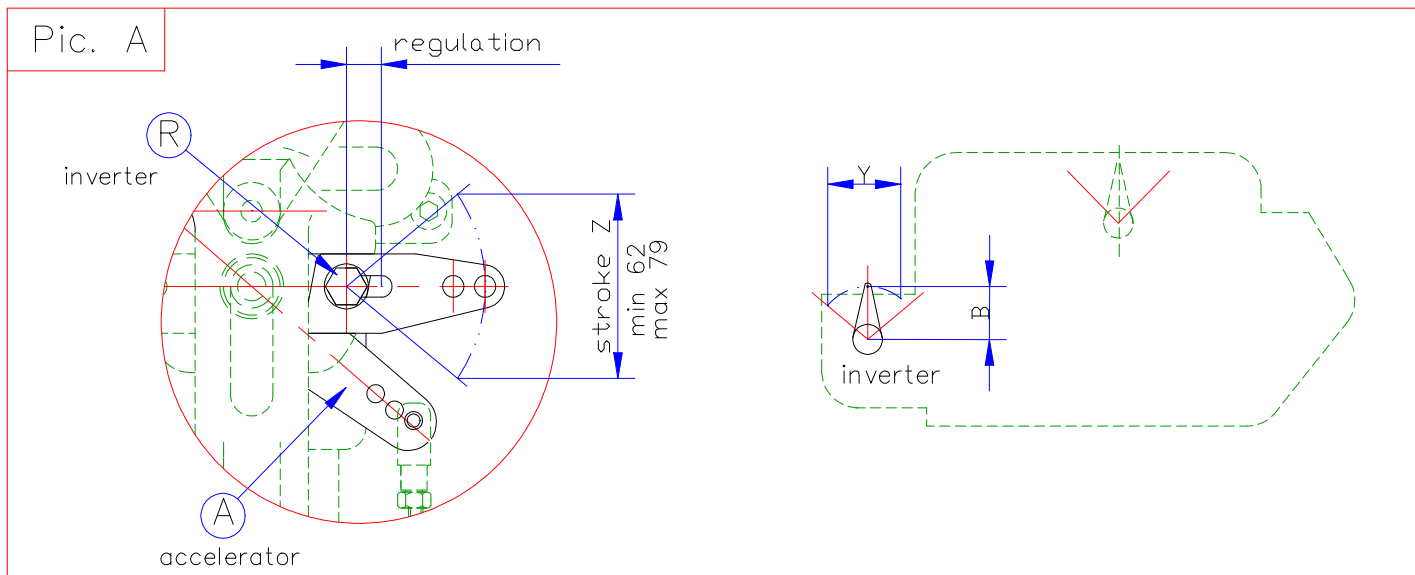 Pic. A
regulation
R
inverter
stroke Z
min 62
max 79
A
accelerator
Y
B
inverter